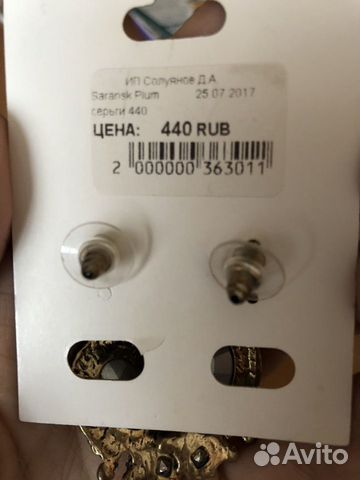 ИП Солуянов Д.А.
Saransk Plum 25.07.2017
серьги 440
ЦЕНА: 440 RUB
2 000000 363011
Avito